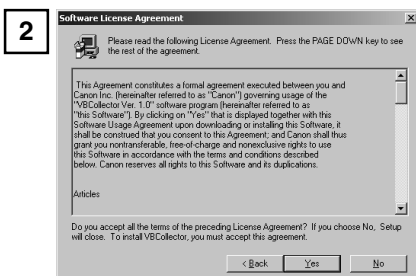 2
Software License Agreement
Please read the following License Agreement. Press the PAGE DOWN key to see
the rest of the agreement.
This Agreement constitutes a formal agreement executed between you and
Canon Inc. (hereinafter referred to as "Canon") governing usage of the
"VBCollector Ver. 1.0" software program (hereinafter referred to as
"this Software"). By clicking on "Yes" that is displayed together with this
Software Usage Agreement upon downloading or installing this Software, it
shall be construed that you consent to this Agreement; and Canon shall thus
grant you nontransferable, free-of-charge and nonexclusive rights to use
this Software in accordance with the terms and conditions described
below. Canon reserves all rights to this Software and its duplications.
Articles
Do you accept all the terms of the preceding License Agreement? If you choose No, Setup
will close. To install VBCollector, you must accept this agreement.
< Back
Yes
No